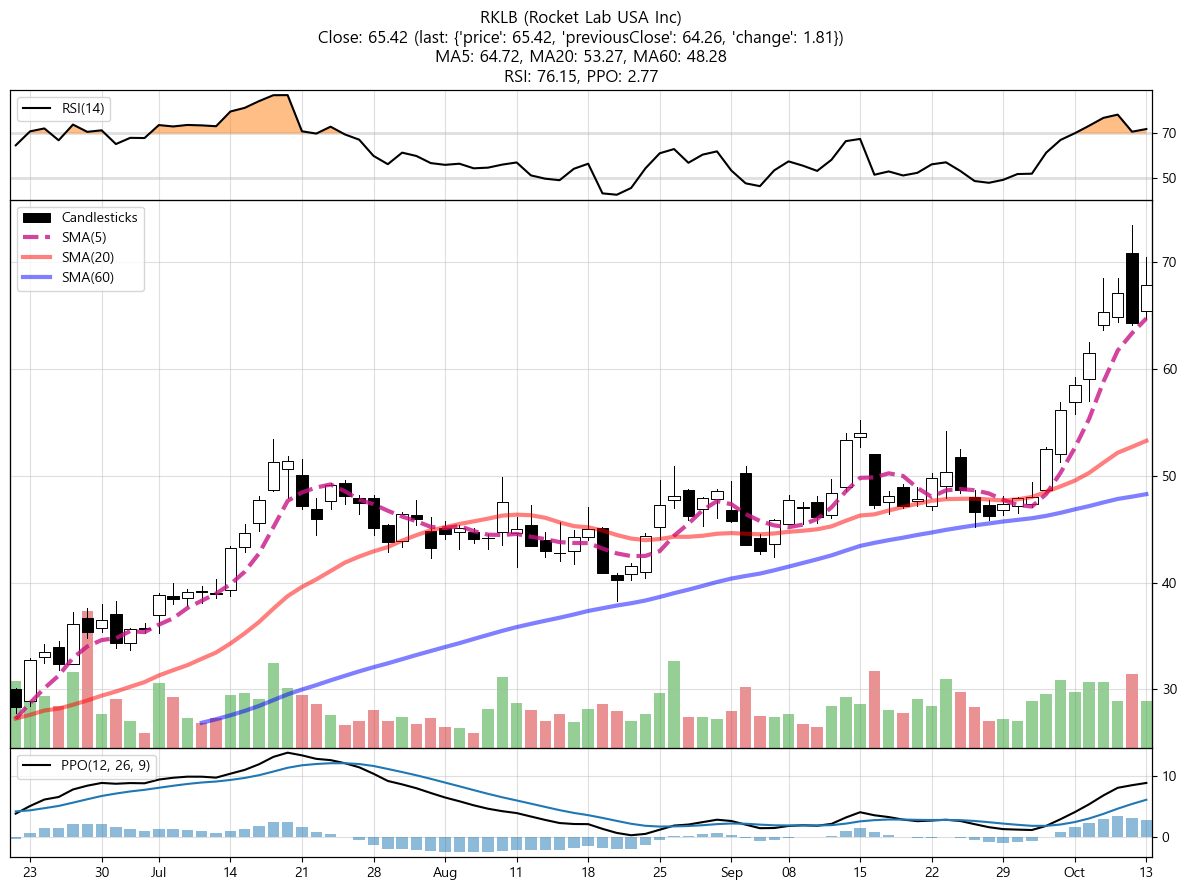 RKLB (Rocket Lab USA Inc)
Close: 65.42 (last: {'price': 65.42, 'previousClose': 64.26, 'change': 1.81})
MA5: 64.72, MA20: 53.27, MA60: 48.28
RSI: 76.15, PPO: 2.77
RSI(14)
70
50
Candlesticks
SMA(5)
SMA(20)
SMA(60)
70
60
50
40
30
PPO(12, 26, 9)
10
0
23 30 Jul 14 21 28 Aug 11 18 25 Sep 08 15 22 29 Oct 13